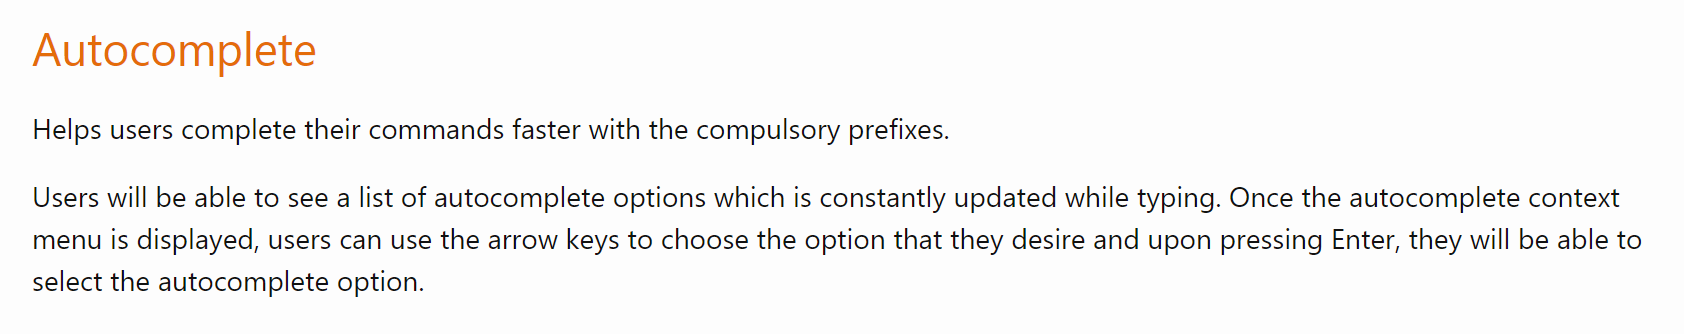 Autocomplete
Helps users complete their commands faster with the compulsory prefixes.
Users will be able to see a list of autocomplete options which is constantly updated while typing. Once the autocomplete context
menu is displayed, users can use the arrow keys to choose the option that they desire and upon pressing Enter, they will be able to
select the autocomplete option.